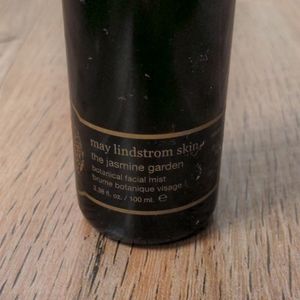 may lindstrom skin
the jasmine garden
botanical facial mist
brume botanique visage
3.38 fl. oz. / 100 ml. ℮